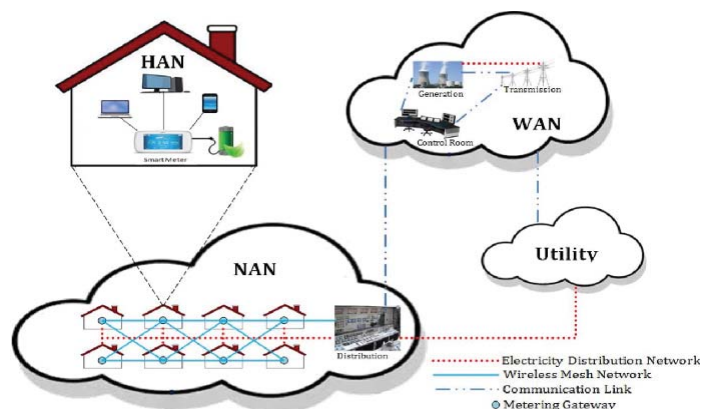 HAN
SmartMeter
Generation
Transmission
Control Room
WAN
Utility
NAN
Distribution
Electricity Distribution Network
Wireless Mesh Network
Communication Link
Metering Gateway